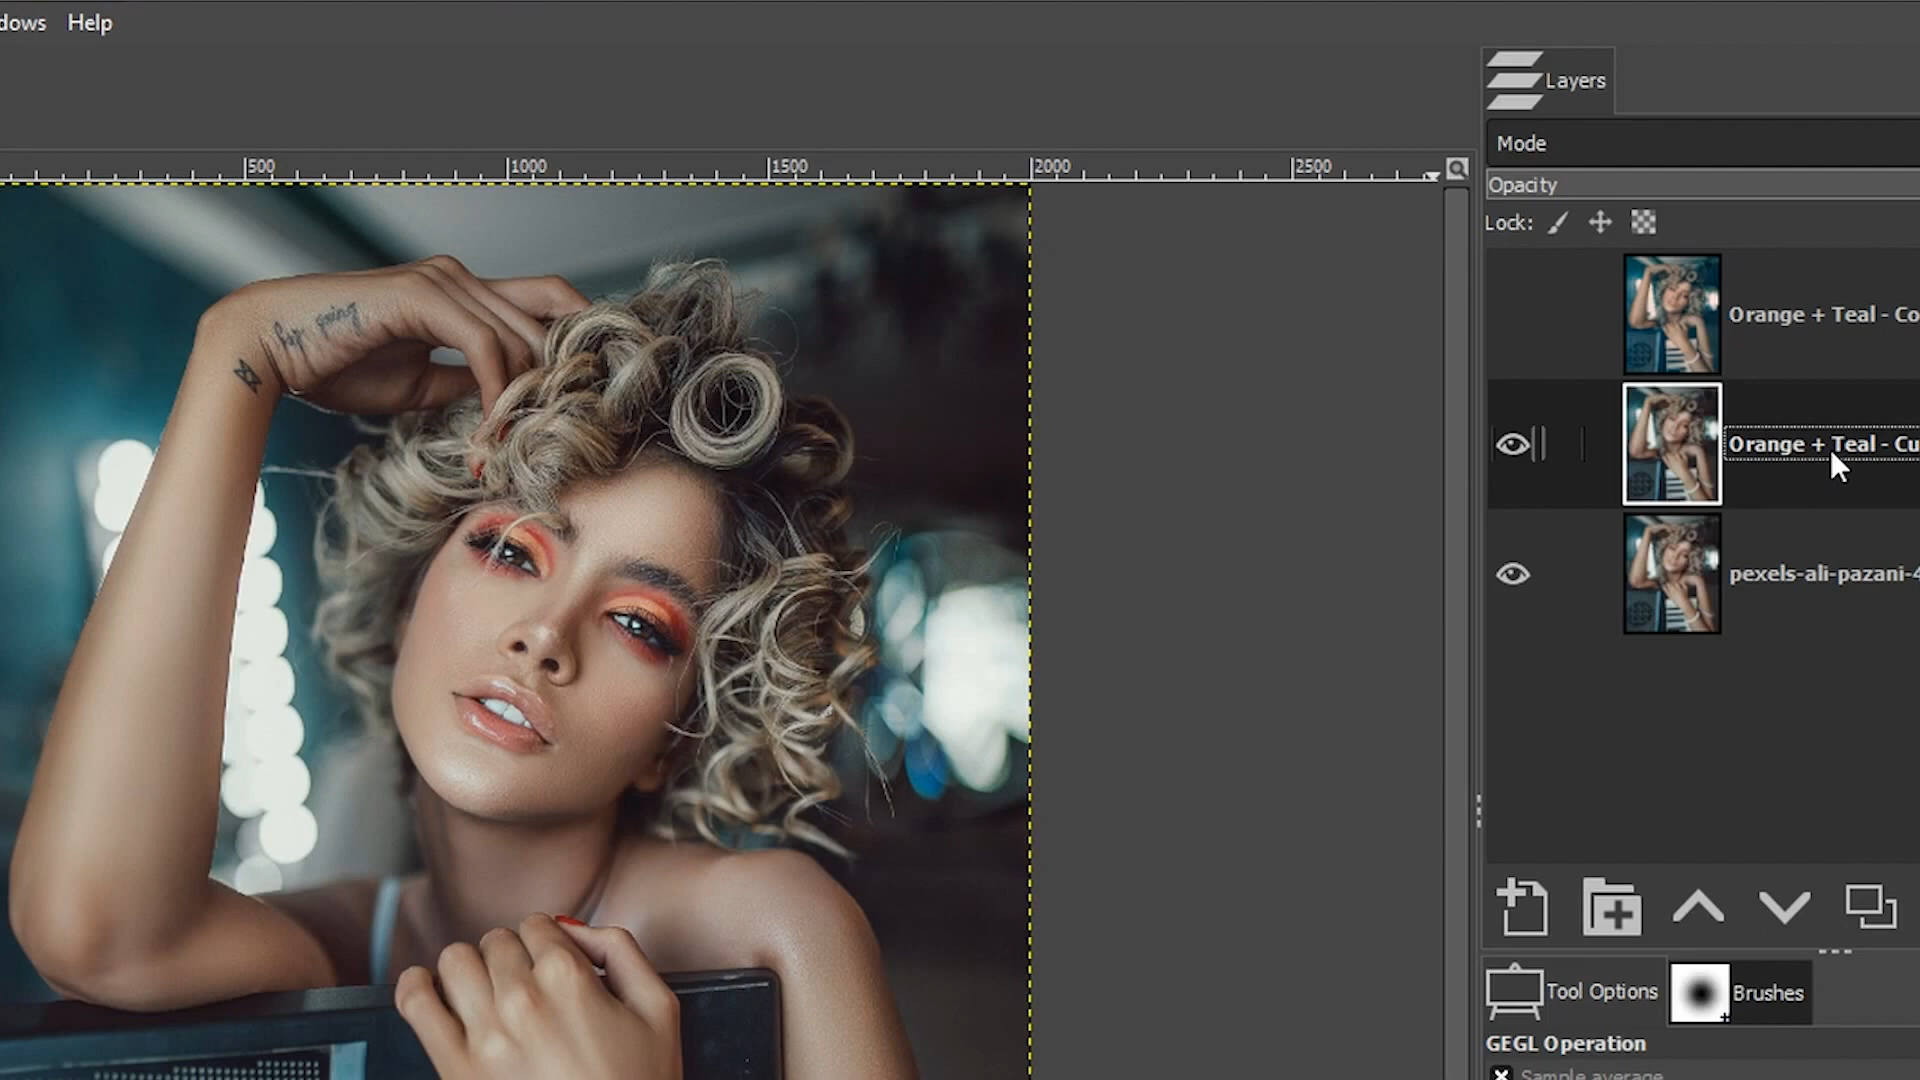 dows Help
Layers
Mode
500 1000 1500 2000 2500
Opacity
Lock:
Orange + Teal - Co
Orange + Teal - Cu
pexels-ali-pazani-4
Tool Options Brushes
GEGL Operation
Sample average